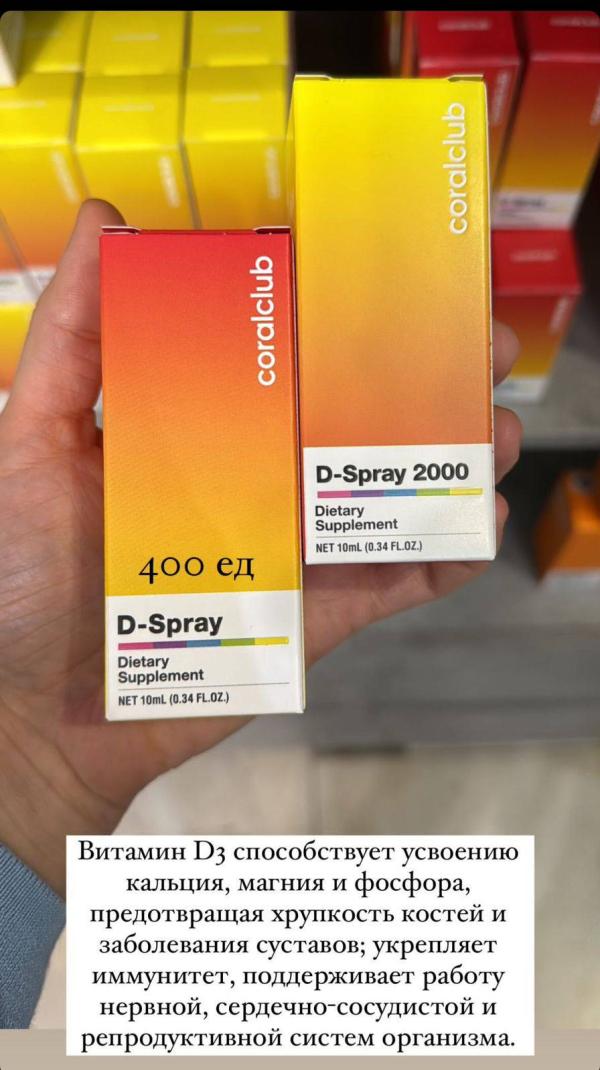 coralclub
D-Spray 2000
Dietary
Supplement
NET 10mL (0.34 FL.OZ.)
coralclub
400 ед
D-Spray
Dietary
Supplement
NET 10mL (0.34 FL.OZ.)
Витамин D3 способствует усвоению
кальция, магния и фосфора,
предотвращая хрупкость костей и
заболевания суставов; укрепляет
иммунитет, поддерживает работу
нервной, сердечно-сосудистой и
репродуктивной систем организма.